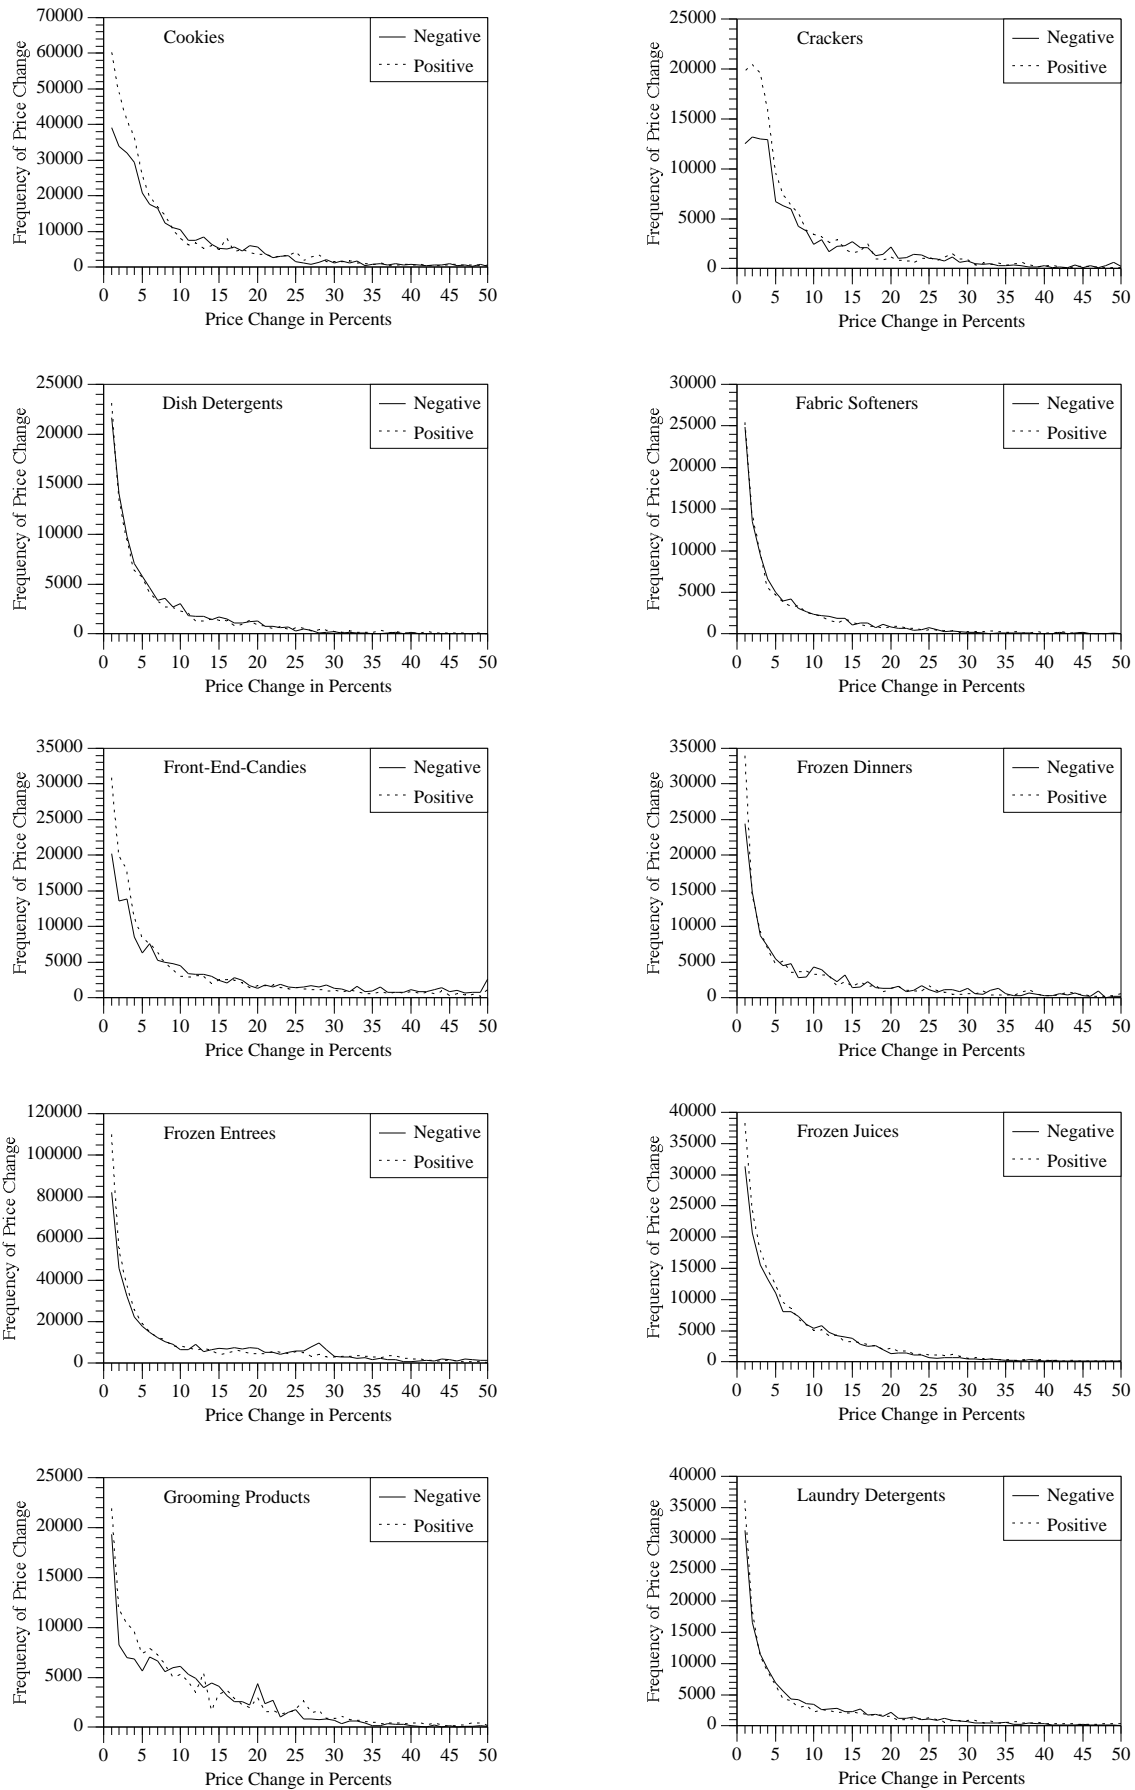 Cookies
Negative
Positive
Frequency of Price Change
70000
60000
50000
40000
30000
20000
10000
0
0 5 10 15 20 25 30 35 40 45 50
Price Change in Percents
Crackers
Negative
Positive
Frequency of Price Change
25000
20000
15000
10000
5000
0
0 5 10 15 20 25 30 35 40 45 50
Price Change in Percents
Dish Detergents
Negative
Positive
Frequency of Price Change
25000
20000
15000
10000
5000
0
0 5 10 15 20 25 30 35 40 45 50
Price Change in Percents
Fabric Softeners
Negative
Positive
Frequency of Price Change
30000
25000
20000
15000
10000
5000
0
0 5 10 15 20 25 30 35 40 45 50
Price Change in Percents
Front-End-Candies
Negative
Positive
Frequency of Price Change
35000
30000
25000
20000
15000
10000
5000
0
0 5 10 15 20 25 30 35 40 45 50
Price Change in Percents
Frozen Dinners
Negative
Positive
Frequency of Price Change
35000
30000
25000
20000
15000
10000
5000
0
0 5 10 15 20 25 30 35 40 45 50
Price Change in Percents
Frozen Entrees
Negative
Positive
Frequency of Price Change
120000
100000
80000
60000
40000
20000
0
0 5 10 15 20 25 30 35 40 45 50
Price Change in Percents
Frozen Juices
Negative
Positive
Frequency of Price Change
40000
35000
30000
25000
20000
15000
10000
5000
0
0 5 10 15 20 25 30 35 40 45 50
Price Change in Percents
Grooming Products
Negative
Positive
Frequency of Price Change
25000
20000
15000
10000
5000
0
0 5 10 15 20 25 30 35 40 45 50
Price Change in Percents
Laundry Detergents
Negative
Positive
Frequency of Price Change
40000
35000
30000
25000
20000
15000
10000
5000
0
0 5 10 15 20 25 30 35 40 45 50
Price Change in Percents